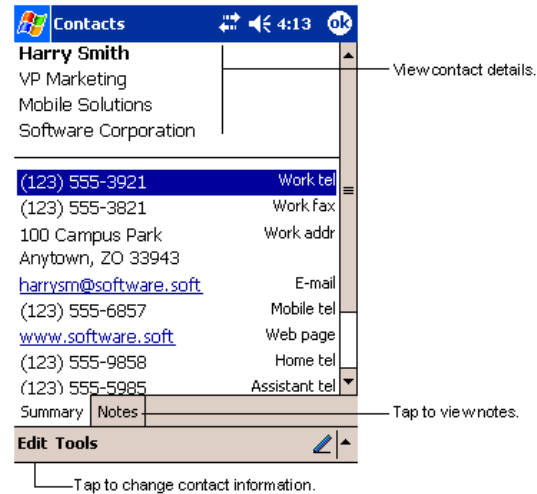 Contacts 4:13 ok
Harry Smith
VP Marketing
Mobile Solutions
Software Corporation
View contact details.
(123) 555-3921 Work tel
(123) 555-3821 Work fax
100 Campus Park Work addr
Anytown, ZO 33943
harrysm@software.soft E-mail
(123) 555-6857 Mobile tel
www.software.soft Web page
(123) 555-9858 Home tel
(123) 555-5985 Assistant tel
Summary Notes
Tap to view notes.
Edit Tools
Tap to change contact information.